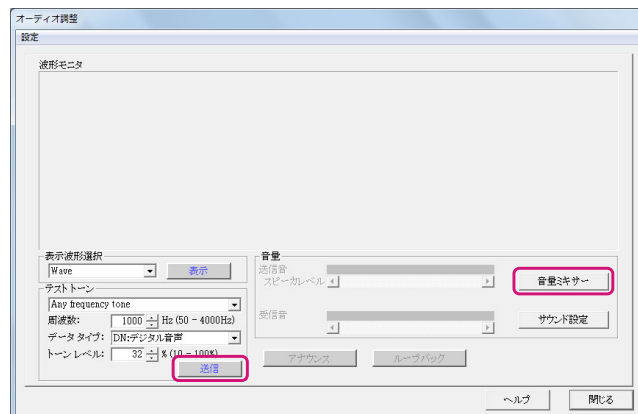 オーディオ調整
設定
波形モニタ
表示波形選択
Wave 表示
テストトーン
Any frequency tone
周波数: 1000 Hz (50 - 4000Hz)
データタイプ: DN:デジタル音声
トーンレベル: 32 % (10 - 100%)
送信
音量
送信音
スピーカレベル
受信音
音量ミキサー
サウンド設定
アナウンス ループバック
ヘルプ 閉じる